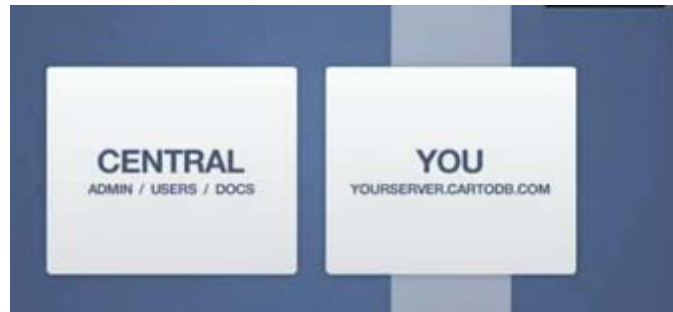 CENTRAL
ADMIN / USERS / DOCS
YOU
YOURSERVER.CARTODB.COM